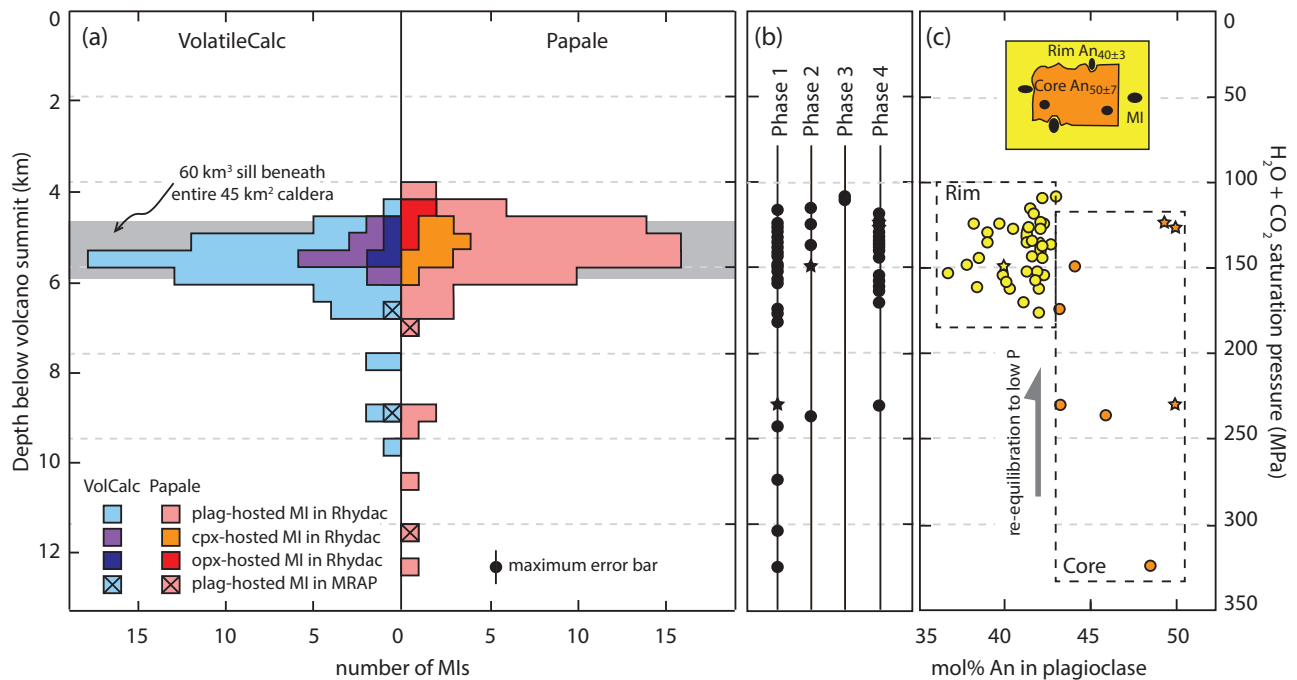 (a)
VolatileCalc
Papale
Depth below volcano summit (km)
0
2
4
6
8
10
12
60 km³ sill beneath
entire 45 km² caldera
VolCalc Papale
plag-hosted MI in Rhydac
cpx-hosted MI in Rhydac
opx-hosted MI in Rhydac
plag-hosted MI in MRAP
maximum error bar
15
10
5
0
5
10
15
number of MIs
(b)
Phase 1
Phase 2
Phase 3
Phase 4
(c)
Rim An₄₀±₃
Core An₅₀±₇
MI
Rim
re-equilibration to low P
Core
35
40
45
50
mol% An in plagioclase
0
50
100
150
200
250
300
350
H₂O + CO₂ saturation pressure (MPa)